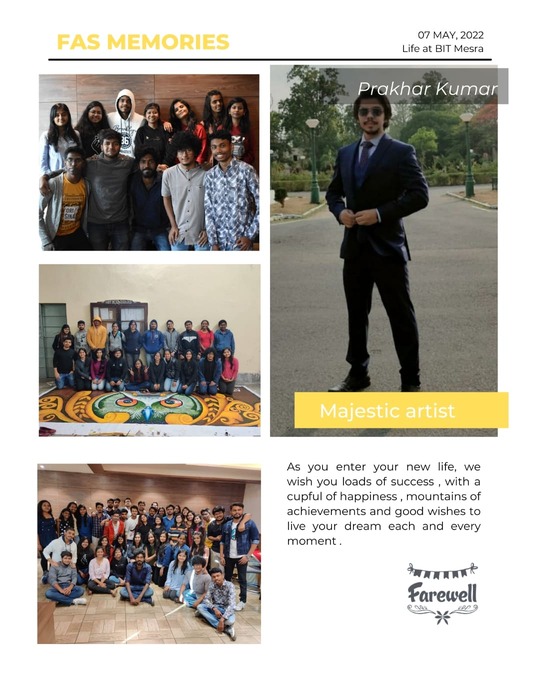 FAS MEMORIES
07 MAY, 2022
Life at BIT Mesra
Prakhar Kumar
Majestic artist
As you enter your new life, we
wish you loads of success , with a
cupful of happiness , mountains of
achievements and good wishes to
live your dream each and every
moment .
Farewell